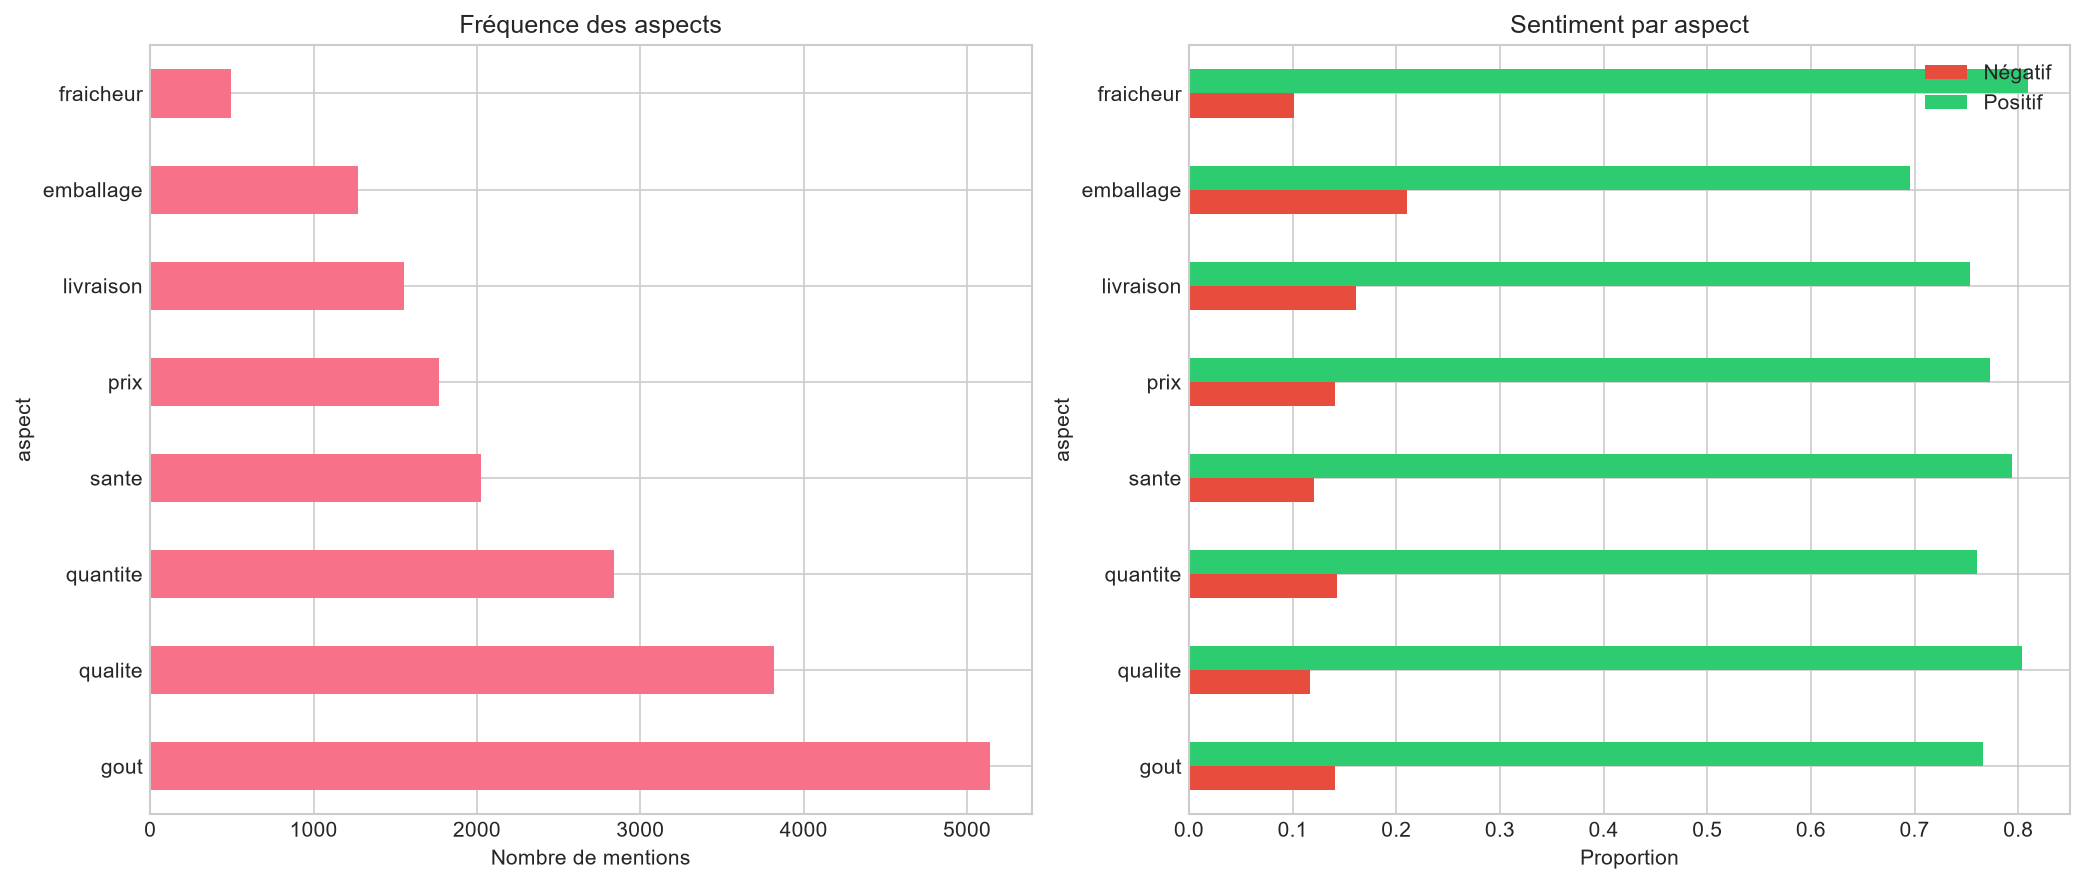 Fréquence des aspects
aspect
fraicheur
emballage
livraison
prix
sante
quantite
qualite
gout
0 1000 2000 3000 4000 5000
Nombre de mentions
Sentiment par aspect
Négatif
Positif
aspect
fraicheur
emballage
livraison
prix
sante
quantite
qualite
gout
0.0 0.1 0.2 0.3 0.4 0.5 0.6 0.7 0.8
Proportion